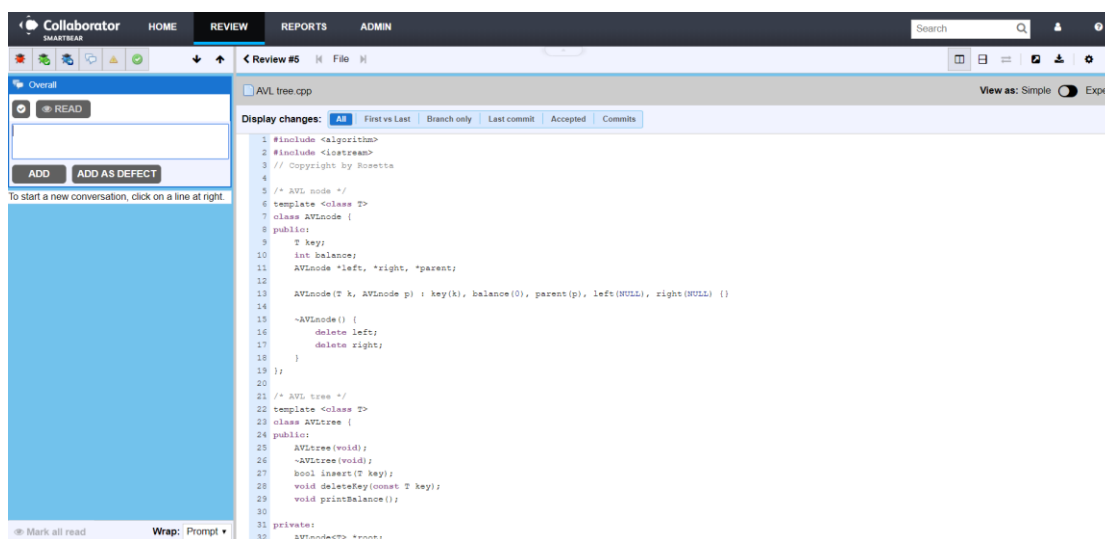 Collaborator HOME REVIEW REPORTS ADMIN Search
SMARTBEAR
Review #5 File
Overall
READ
ADD ADD AS DEFECT
To start a new conversation, click on a line at right.
AVL tree.cpp View as: Simple Expe
Display changes: All First vs Last Branch only Last commit Accepted Commits
1 #include <algorithm>
2 #include <iostream>
3 // Copyright by Rosetta
4
5 /* AVL node */
6 template <class T>
7 class AVLnode {
8 public:
9 T key;
10 int balance;
11 AVLnode *left, *right, *parent;
12
13 AVLnode(T k, AVLnode p) : key(k), balance(0), parent(p), left(NULL), right(NULL) {}
14
15 ~AVLnode() {
16 delete left;
17 delete right;
18 }
19 };
20
21 /* AVL tree */
22 template <class T>
23 class AVLtree {
24 public:
25 AVLtree(void);
26 ~AVLtree(void);
27 bool insert(T key);
28 void deleteKey(const T key);
29 void printBalance();
30
31 private:
32 AVLnode<T> *root;
Mark all read Wrap: Prompt